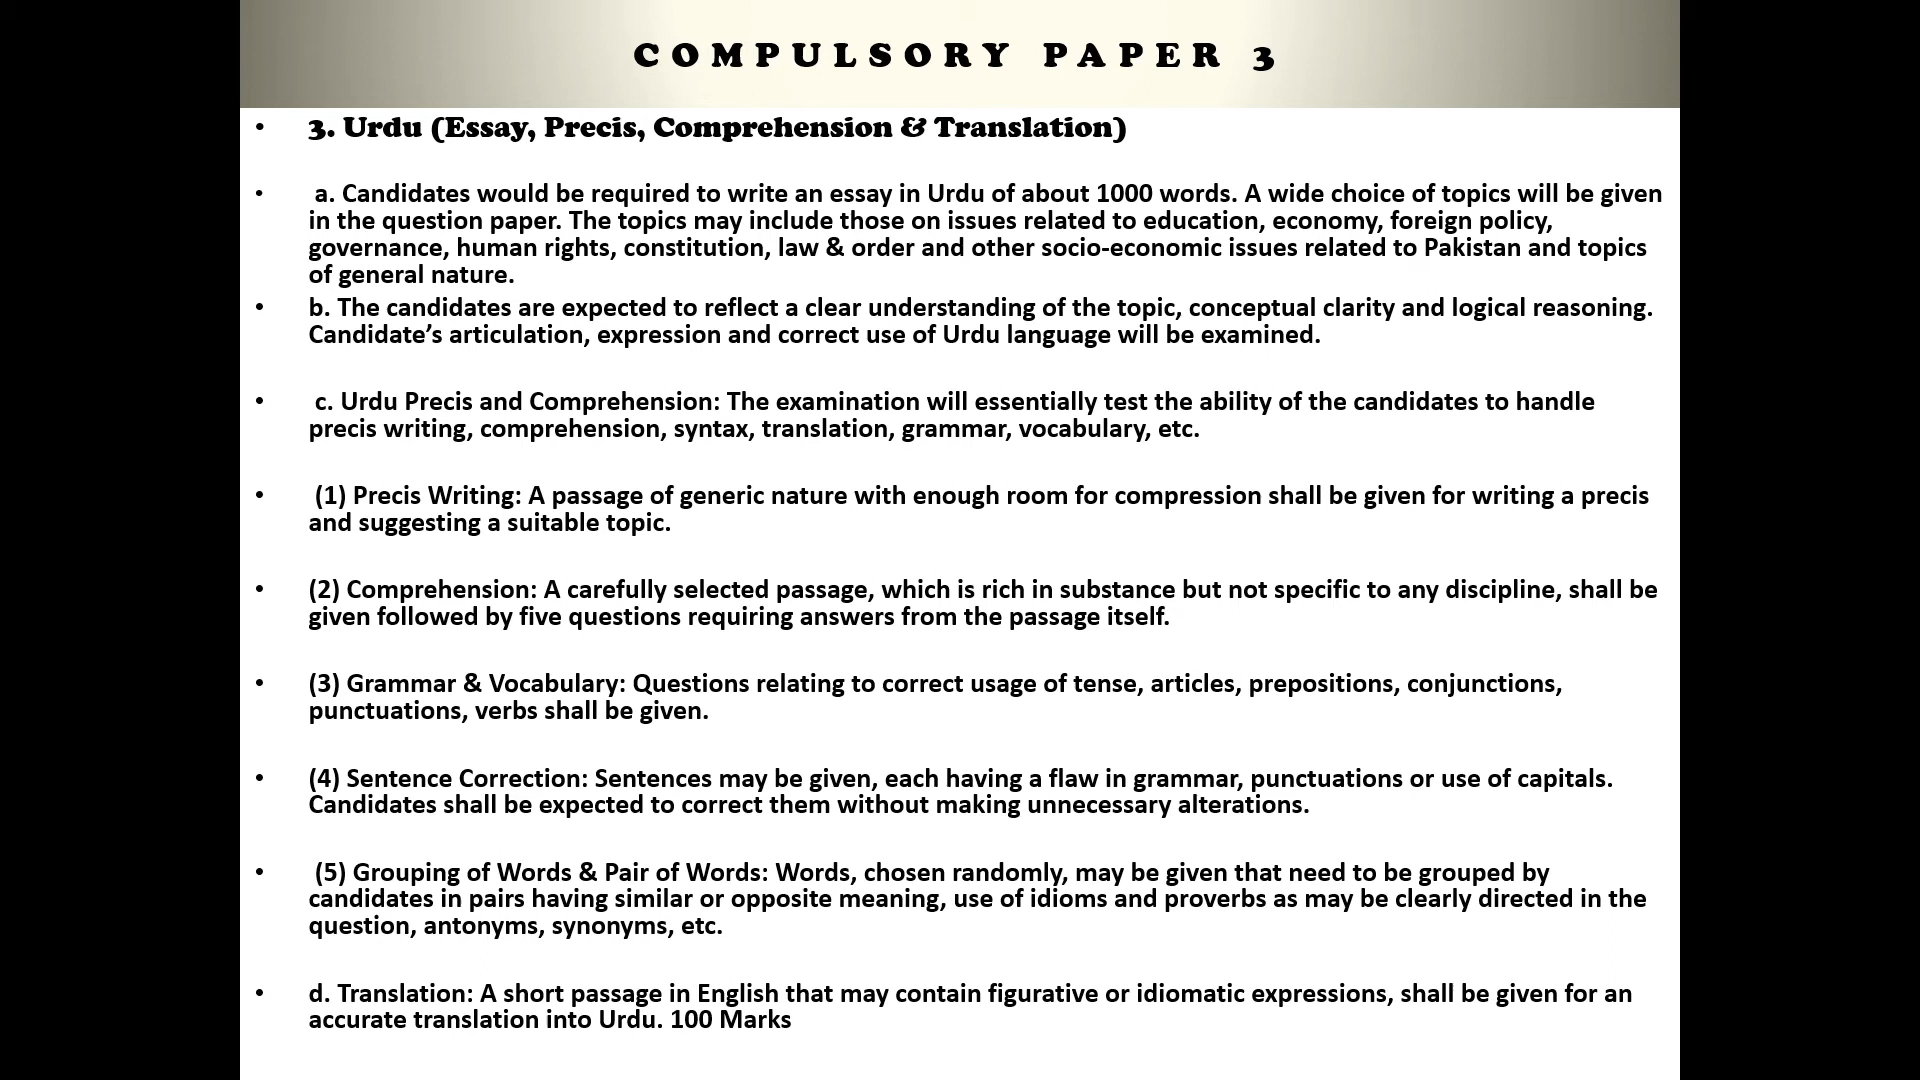 COMPULSORY PAPER 3
• 3. Urdu (Essay, Precis, Comprehension & Translation)
• a. Candidates would be required to write an essay in Urdu of about 1000 words. A wide choice of topics will be given
in the question paper. The topics may include those on issues related to education, economy, foreign policy,
governance, human rights, constitution, law & order and other socio-economic issues related to Pakistan and topics
of general nature.
• b. The candidates are expected to reflect a clear understanding of the topic, conceptual clarity and logical reasoning.
Candidate’s articulation, expression and correct use of Urdu language will be examined.
• c. Urdu Precis and Comprehension: The examination will essentially test the ability of the candidates to handle
precis writing, comprehension, syntax, translation, grammar, vocabulary, etc.
• (1) Precis Writing: A passage of generic nature with enough room for compression shall be given for writing a precis
and suggesting a suitable topic.
• (2) Comprehension: A carefully selected passage, which is rich in substance but not specific to any discipline, shall be
given followed by five questions requiring answers from the passage itself.
• (3) Grammar & Vocabulary: Questions relating to correct usage of tense, articles, prepositions, conjunctions,
punctuations, verbs shall be given.
• (4) Sentence Correction: Sentences may be given, each having a flaw in grammar, punctuations or use of capitals.
Candidates shall be expected to correct them without making unnecessary alterations.
• (5) Grouping of Words & Pair of Words: Words, chosen randomly, may be given that need to be grouped by
candidates in pairs having similar or opposite meaning, use of idioms and proverbs as may be clearly directed in the
question, antonyms, synonyms, etc.
• d. Translation: A short passage in English that may contain figurative or idiomatic expressions, shall be given for an
accurate translation into Urdu. 100 Marks